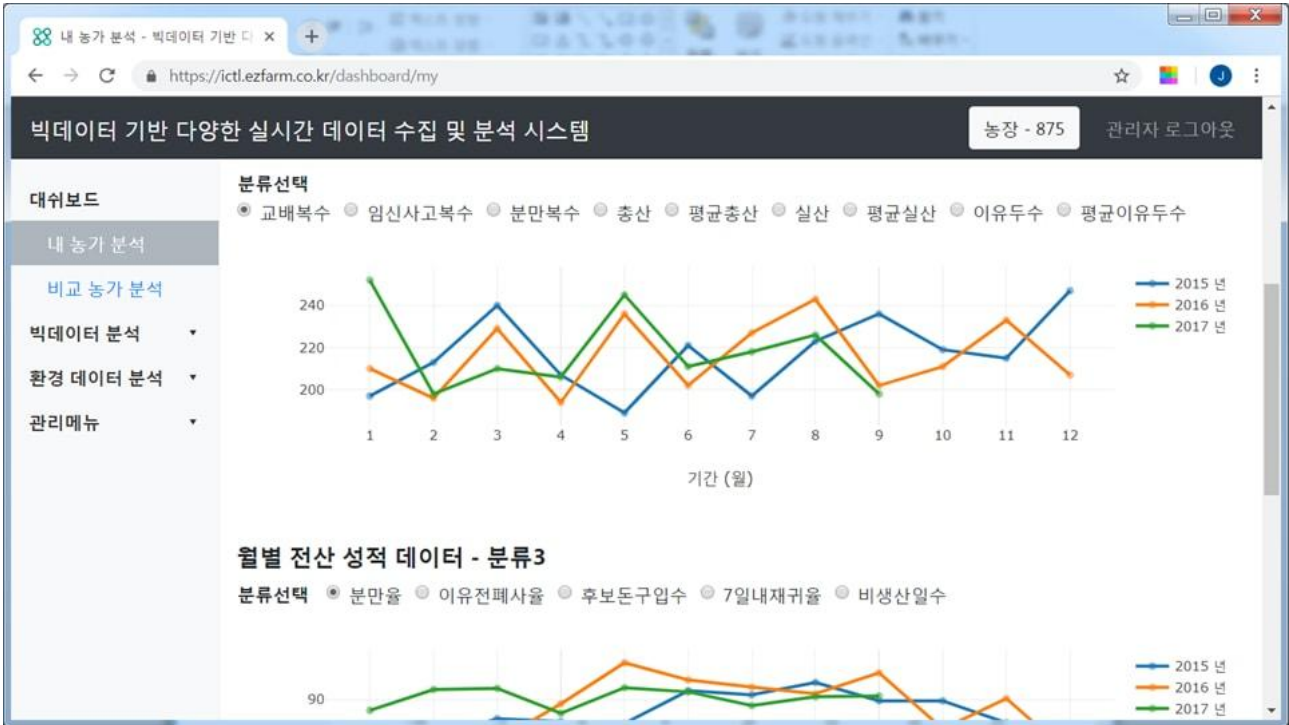 내 농가 분석 - 빅데이터 기반 다
https://ictl.ezfarm.co.kr/dashboard/my
J
빅데이터 기반 다양한 실시간 데이터 수집 및 분석 시스템
농장 - 875
관리자 로그아웃
대쉬보드
내 농가 분석
비교 농가 분석
빅데이터 분석
환경 데이터 분석
관리메뉴
분류선택
교배복수 임신사고복수 분만복수 총산 평균총산 실산 평균실산 이유두수 평균이유두수
240
220
200
1 2 3 4 5 6 7 8 9 10 11 12
기간 (월)
2015 년
2016 년
2017 년
월별 전산 성적 데이터 - 분류3
분류선택 분만율 이유전폐사율 후보돈구입수 7일내재귀율 비생산일수
90
2015 년
2016 년
2017 년